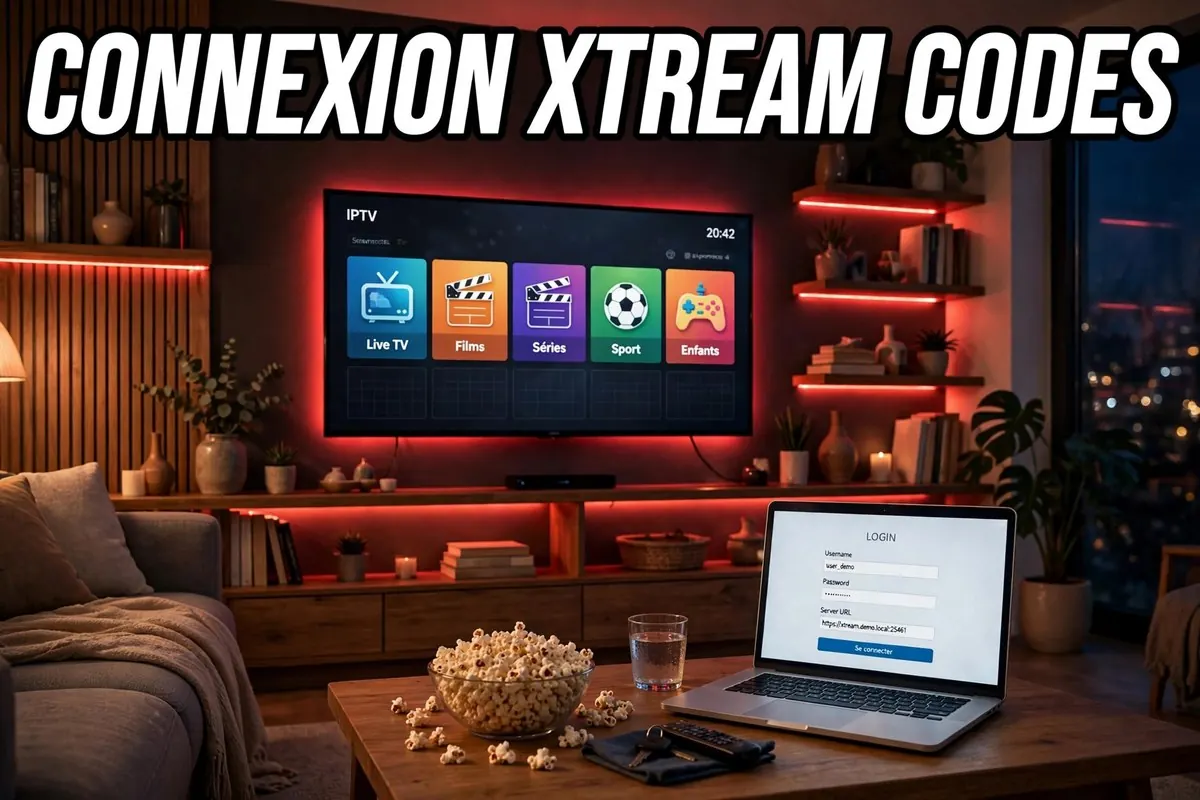 CONNEXION XTREAM CODES
IPTV
20:42
Live TV
Films
Séries
Sport
Enfants
LOGIN
Username
user_demo
Password
Server URL
https://xtream.demo.local:25461
Se connecter